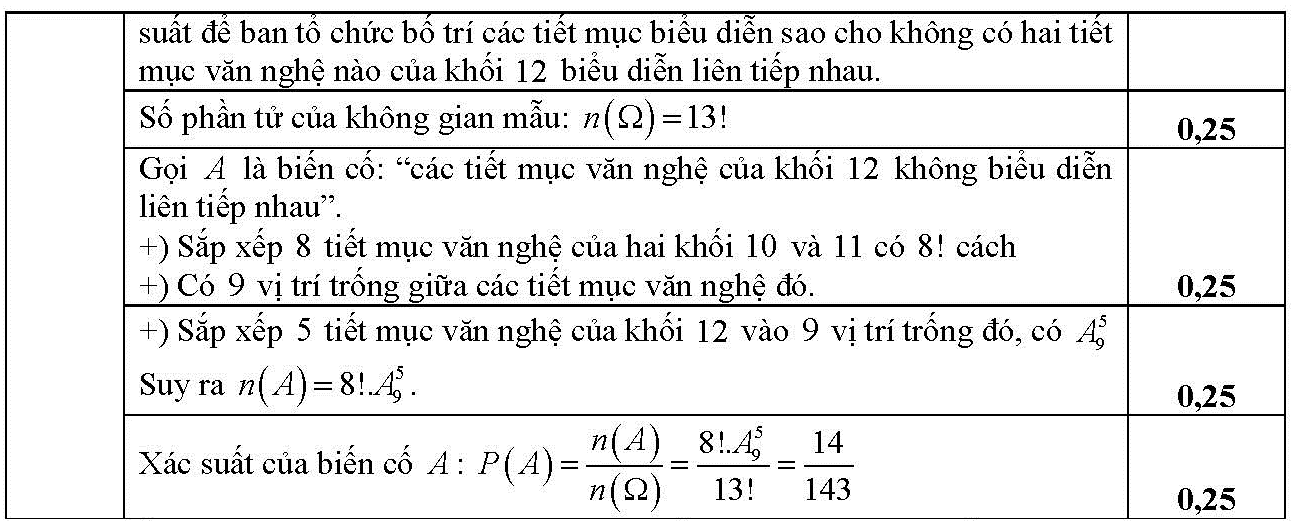 suất để ban tổ chức bố trí các tiết mục biểu diễn sao cho không có hai tiết
mục văn nghệ nào của khối 12 biểu diễn liên tiếp nhau.
Số phần tử của không gian mẫu: n(Ω)=13!
0,25
Gọi A là biến cố: “các tiết mục văn nghệ của khối 12 không biểu diễn
liên tiếp nhau”.
+) Sắp xếp 8 tiết mục văn nghệ của hai khối 10 và 11 có 8! cách
+) Có 9 vị trí trống giữa các tiết mục văn nghệ đó.
0,25
+) Sắp xếp 5 tiết mục văn nghệ của khối 12 vào 9 vị trí trống đó, có A₉⁵
Suy ra n(A)=8!.A₉⁵.
0,25
Xác suất của biến cố A: P(A)=n(A)/n(Ω)=8!.A₉⁵/13!=14/143
0,25